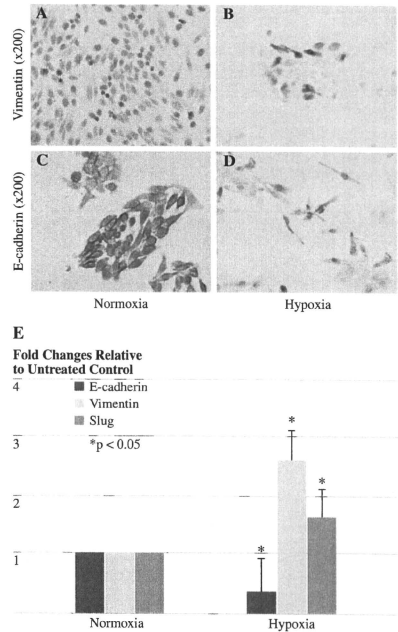 A
B
Vimentin (x200)
C
D
E-cadherin (x200)
Normoxia
Hypoxia
E
Fold Changes Relative
to Untreated Control
4
E-cadherin
Vimentin
Slug
3
*p < 0.05
*
2
*
*
1
Normoxia
Hypoxia